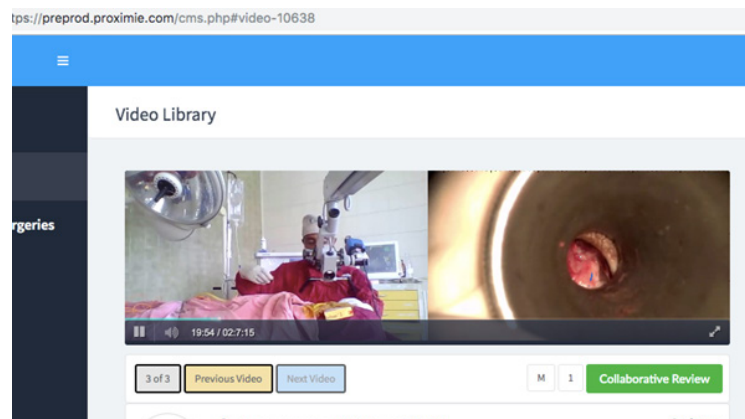 tps://preprod.proximie.com/cms.php#video-10638
Video Library
rgeries
19:54 / 02:7:15
3 of 3 Previous Video Next Video M 1 Collaborative Review